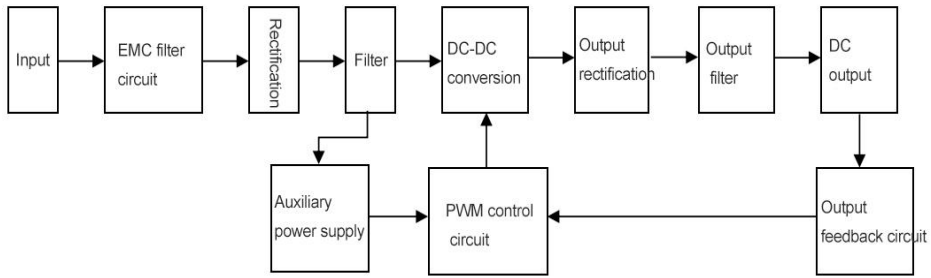 Input
EMC filter
circuit
Rectification
Filter
DC-DC
conversion
Output
rectification
Output
filter
DC
output
Auxiliary
power supply
PWM control
circuit
Output
feedback circuit